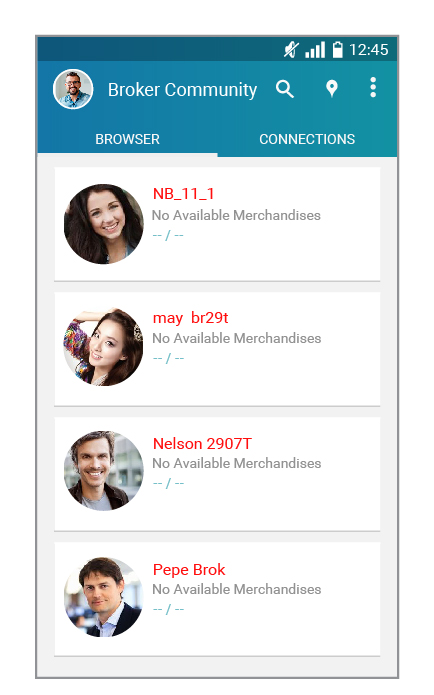 12:45
Broker Community
BROWSER CONNECTIONS
NB_11_1
No Available Merchandises
-- / --
may br29t
No Available Merchandises
-- / --
Nelson 2907T
No Available Merchandises
-- / --
Pepe Brok
No Available Merchandises
-- / --